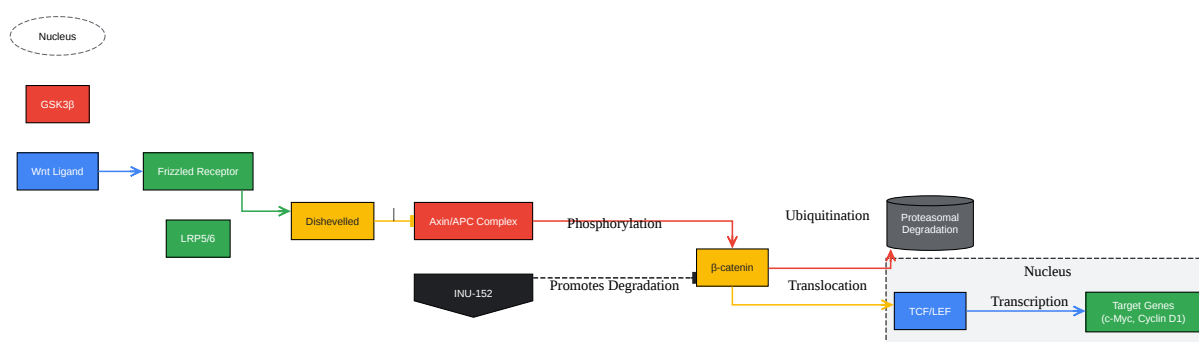 Nucleus
GSK3β
Wnt Ligand
Frizzled Receptor
LRP5/6
Dishevelled
Axin/APC Complex
Phosphorylation
Ubiquitination
Proteasomal
Degradation
β-catenin
INU-152
Promotes Degradation
Translocation
Nucleus
TCF/LEF
Transcription
Target Genes
(c-Myc, Cyclin D1)